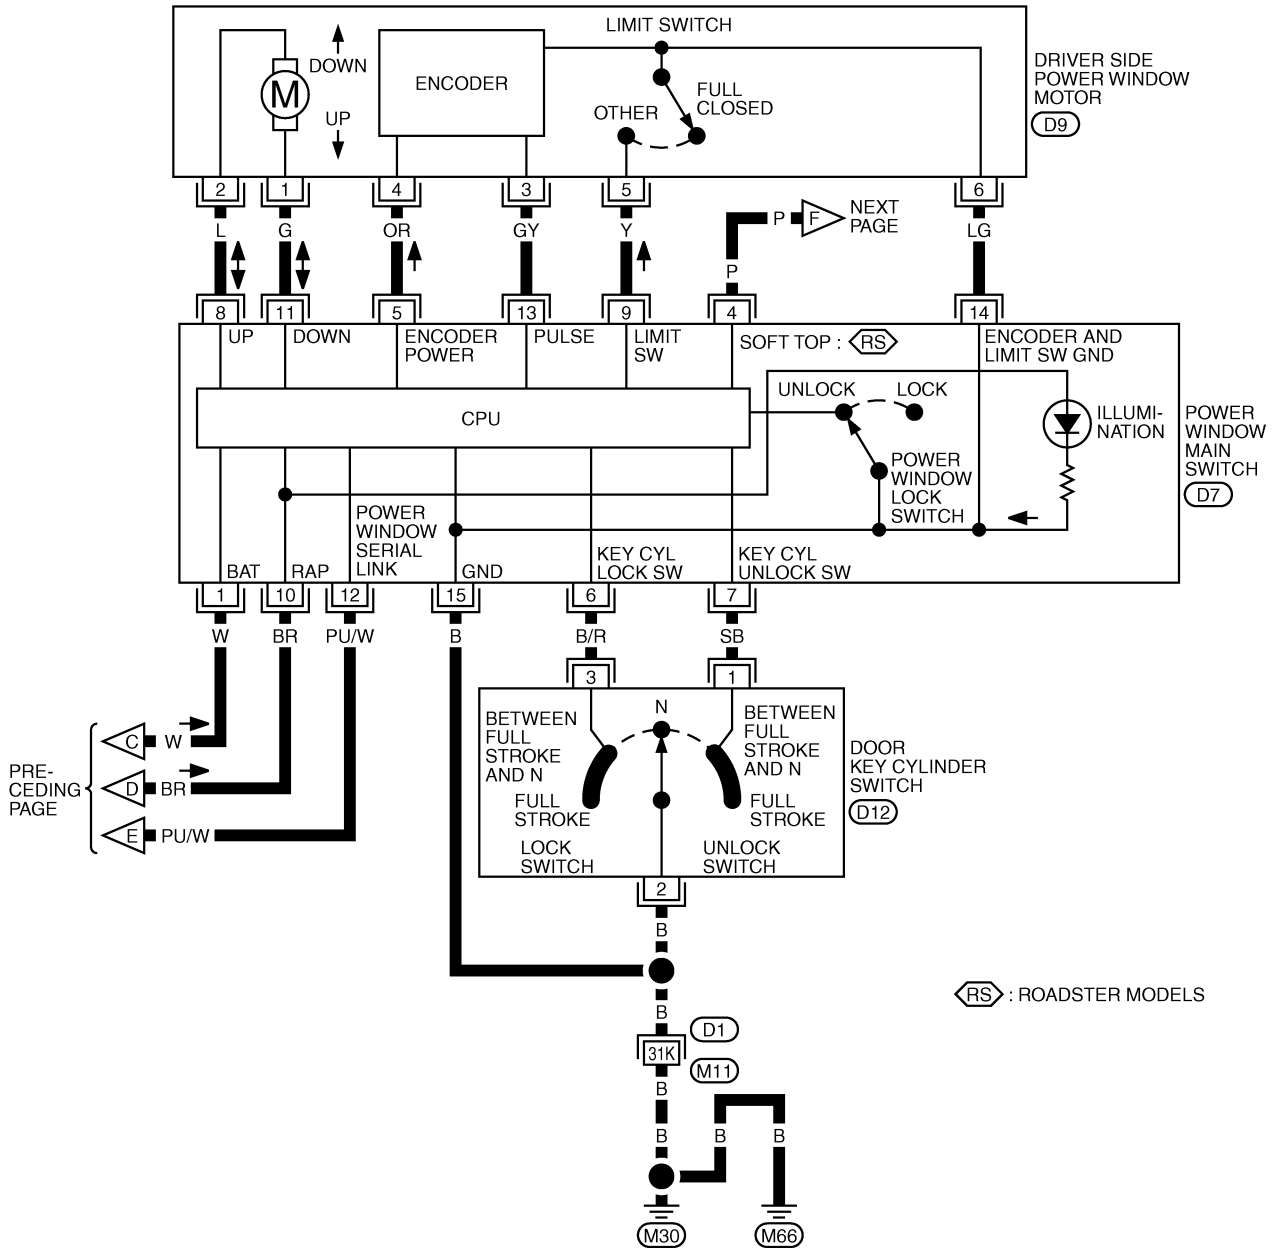 LIMIT SWITCH
DOWN
M
UP
ENCODER
OTHER
FULL
CLOSED
DRIVER SIDE
POWER WINDOW
MOTOR
D9
2 1 4 3 5 6
L G OR GY Y LG
P F NEXT
PAGE
P
8 11 5 13 9 4 14
UP DOWN
ENCODER
POWER
PULSE
LIMIT
SW
SOFT TOP : RS
ENCODER AND
LIMIT SW GND
CPU
UNLOCK LOCK
ILLUMI-
NATION
POWER
WINDOW
LOCK
SWITCH
POWER
WINDOW
MAIN
SWITCH
D7
POWER
WINDOW
SERIAL
LINK
BAT RAP GND
KEY CYL
LOCK SW
KEY CYL
UNLOCK SW
1 10 12 15 6 7
W BR PU/W B B/R SB
3 1
PRE-
CEDING
PAGE
C W
D BR
E PU/W
BETWEEN
FULL
STROKE
AND N
FULL
STROKE
LOCK
SWITCH
N
BETWEEN
FULL
STROKE
AND N
FULL
STROKE
UNLOCK
SWITCH
DOOR
KEY CYLINDER
SWITCH
D12
2
B
B
D1
31K
M11
B
B B B
M30 M66
RS : ROADSTER MODELS